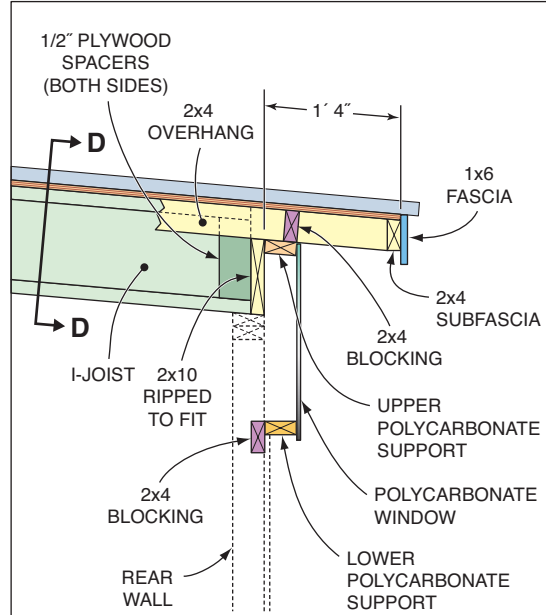 1/2″ PLYWOOD
SPACERS
(BOTH SIDES)
2x4
OVERHANG
1′ 4″
D
1x6
FASCIA
D
I-JOIST
2x10
RIPPED
TO FIT
2x4
BLOCKING
2x4
SUBFASCIA
UPPER
POLYCARBONATE
SUPPORT
2x4
BLOCKING
POLYCARBONATE
WINDOW
REAR
WALL
LOWER
POLYCARBONATE
SUPPORT